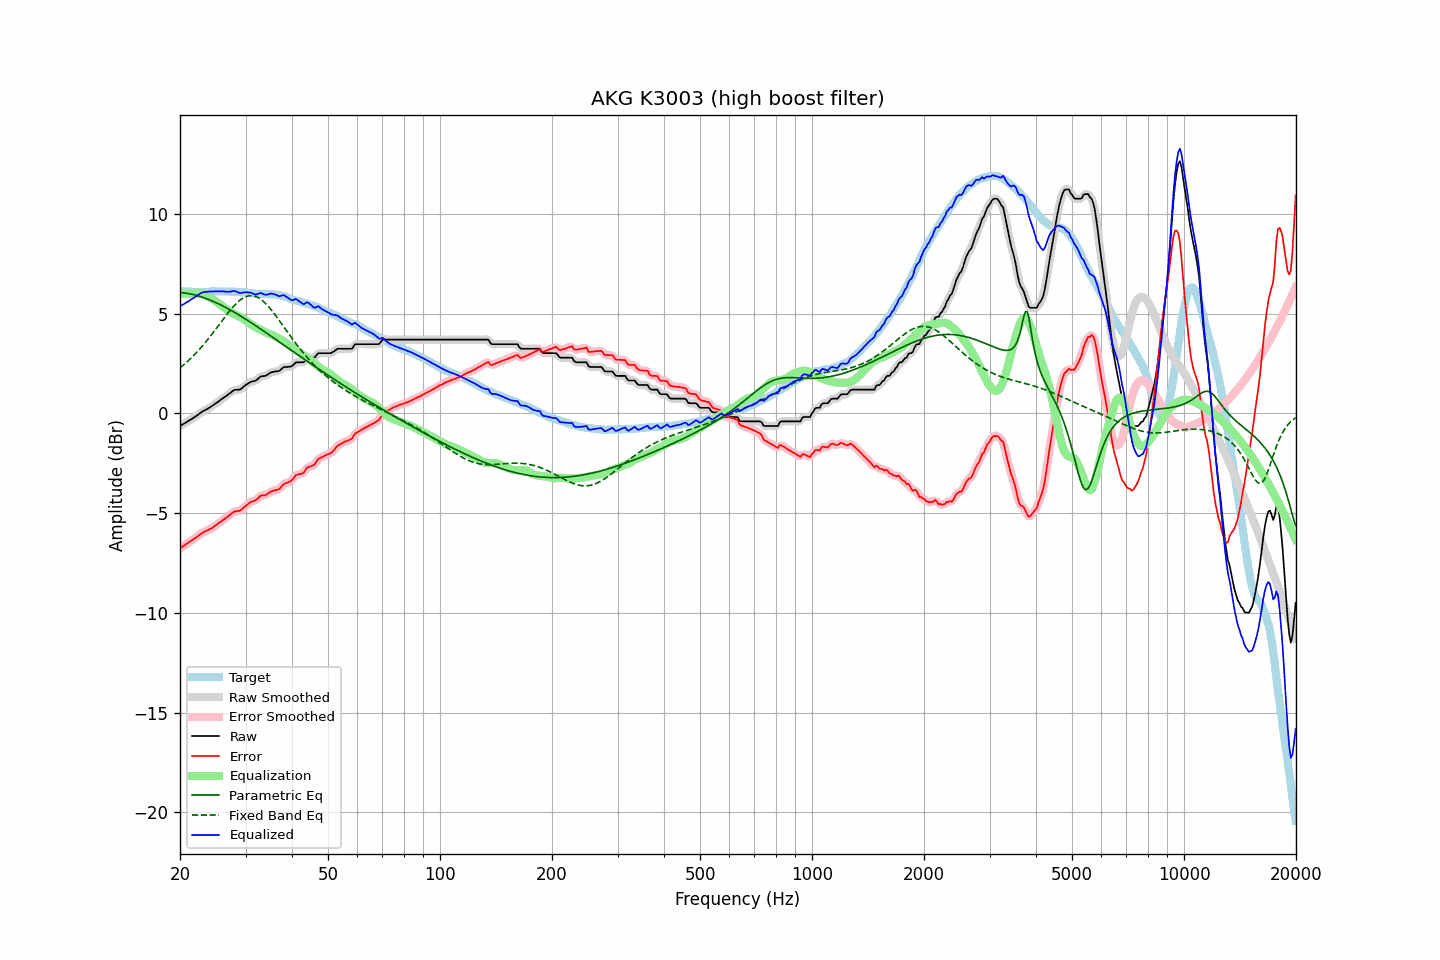 AKG K3003 (high boost filter)
Amplitude (dBr)
10
5
0
−5
−10
−15
−20
Target
Raw Smoothed
Error Smoothed
Raw
Error
Equalization
Parametric Eq
Fixed Band Eq
Equalized
20 50 100 200 500 1000 2000 5000 10000 20000
Frequency (Hz)